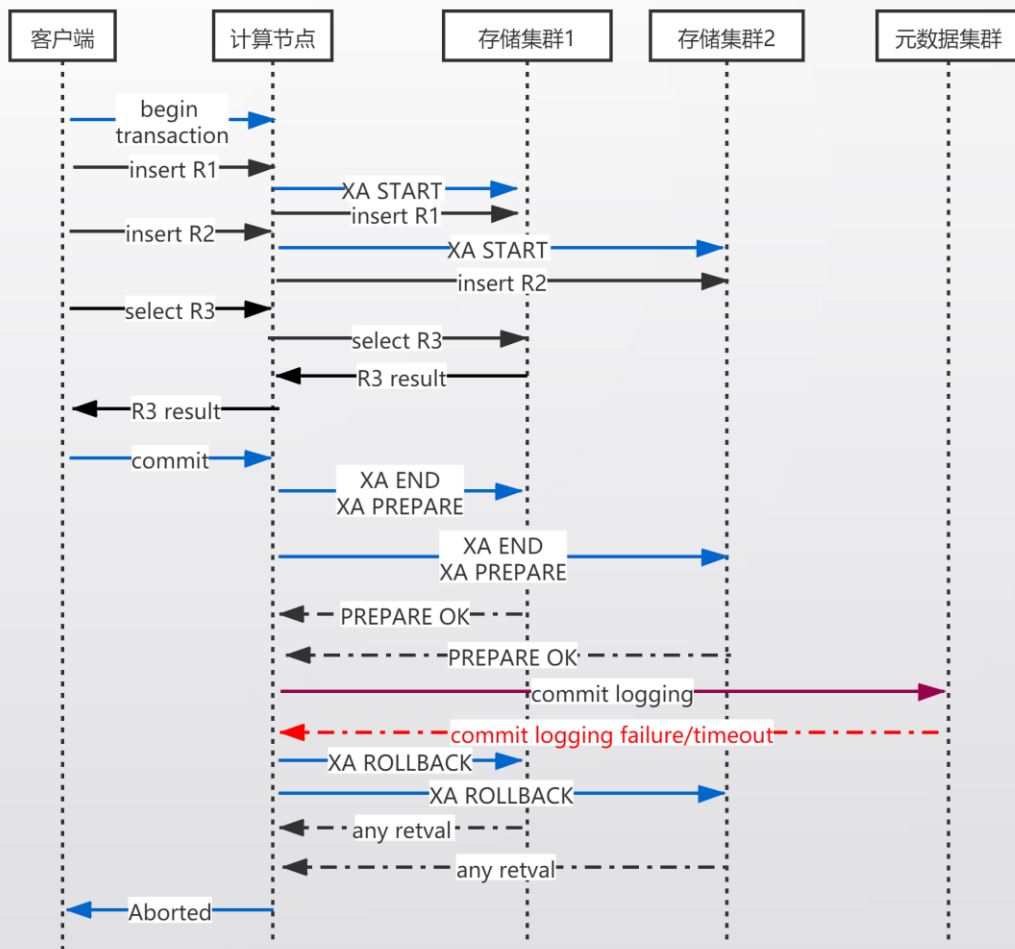 客户端
计算节点
存储集群1
存储集群2
元数据集群
begin
transaction
insert R1
XA START
insert R1
insert R2
XA START
insert R2
select R3
select R3
R3 result
R3 result
commit
XA END
XA PREPARE
XA END
XA PREPARE
PREPARE OK
PREPARE OK
commit logging
commit logging failure/timeout
XA ROLLBACK
XA ROLLBACK
any retval
any retval
Aborted